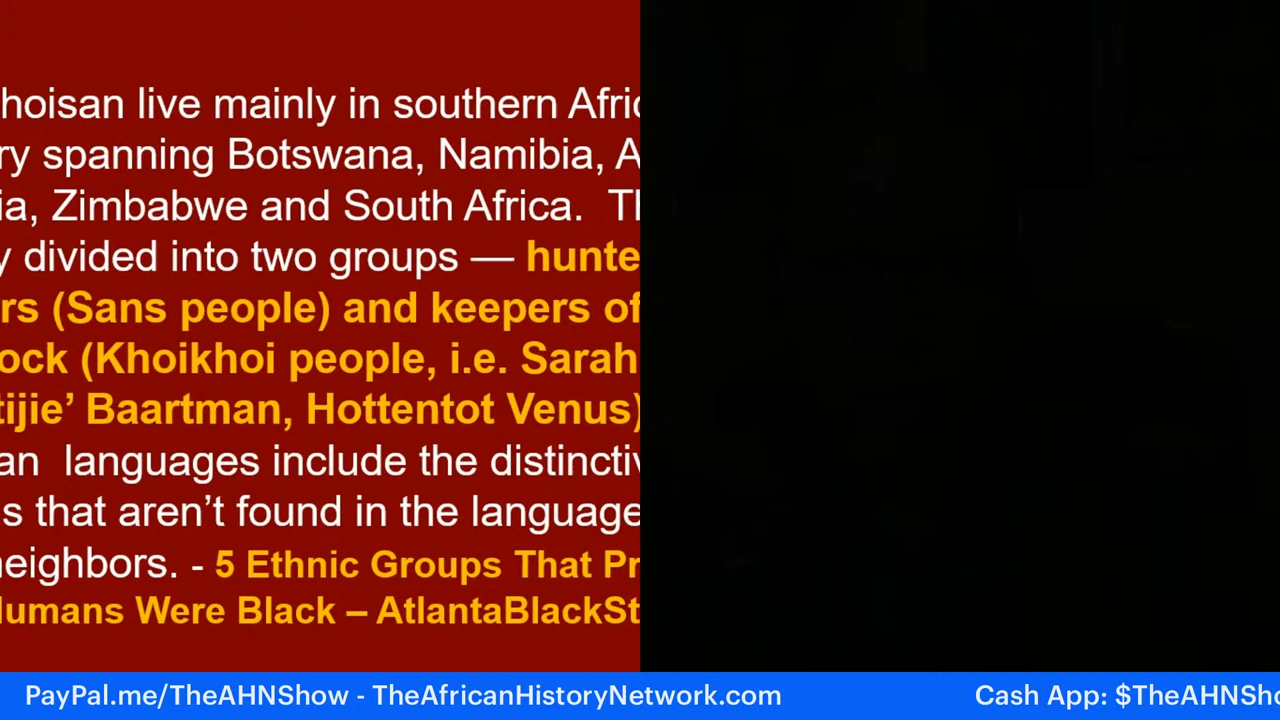 hoisan live mainly in southern Afric
ry spanning Botswana, Namibia, A
ia, Zimbabwe and South Africa.  Th
y divided into two groups — hunte
rs (Sans people) and keepers of
ock (Khoikhoi people, i.e. Sarah
tijie’ Baartman, Hottentot Venus)
an  languages include the distinctiv
s that aren’t found in the language
neighbors. - 5 Ethnic Groups That Pr
Humans Were Black – AtlantaBlackSt
PayPal.me/TheAHNShow - TheAfricanHistoryNetwork.com
Cash App: $TheAHNSho